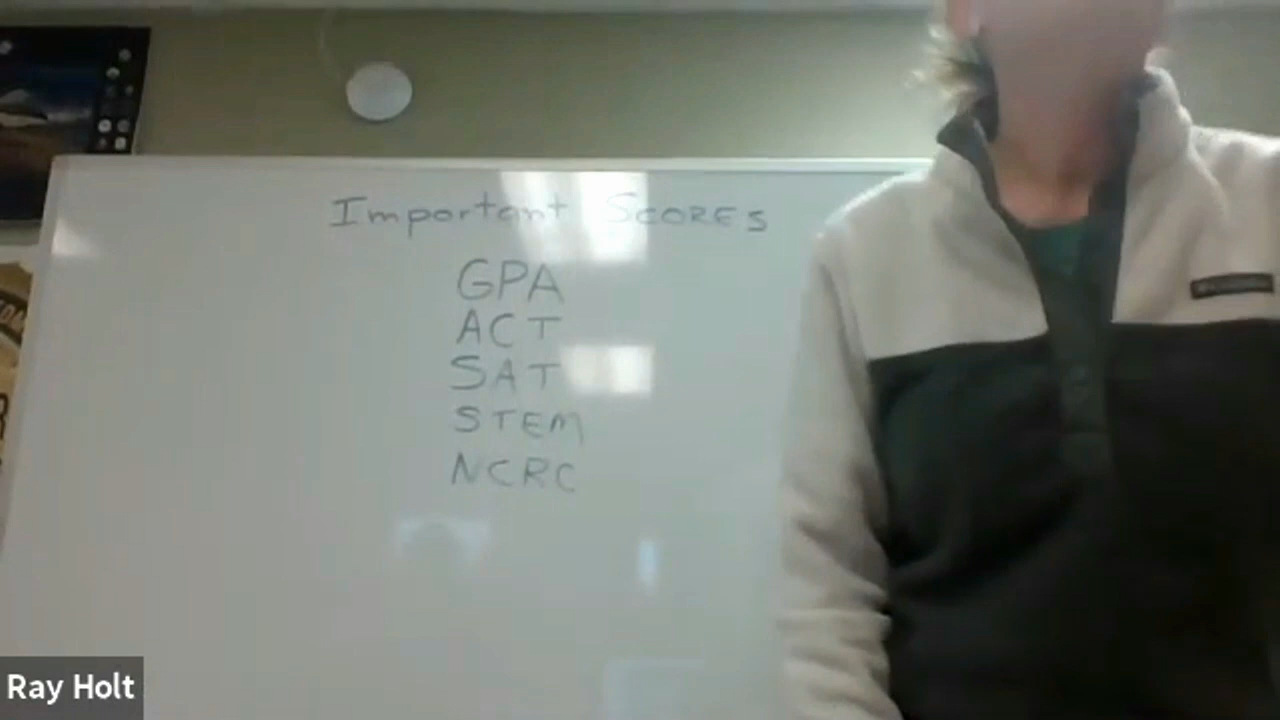 Important SCORES
GPA
ACT
SAT
STEM
NCRC
Ray Holt